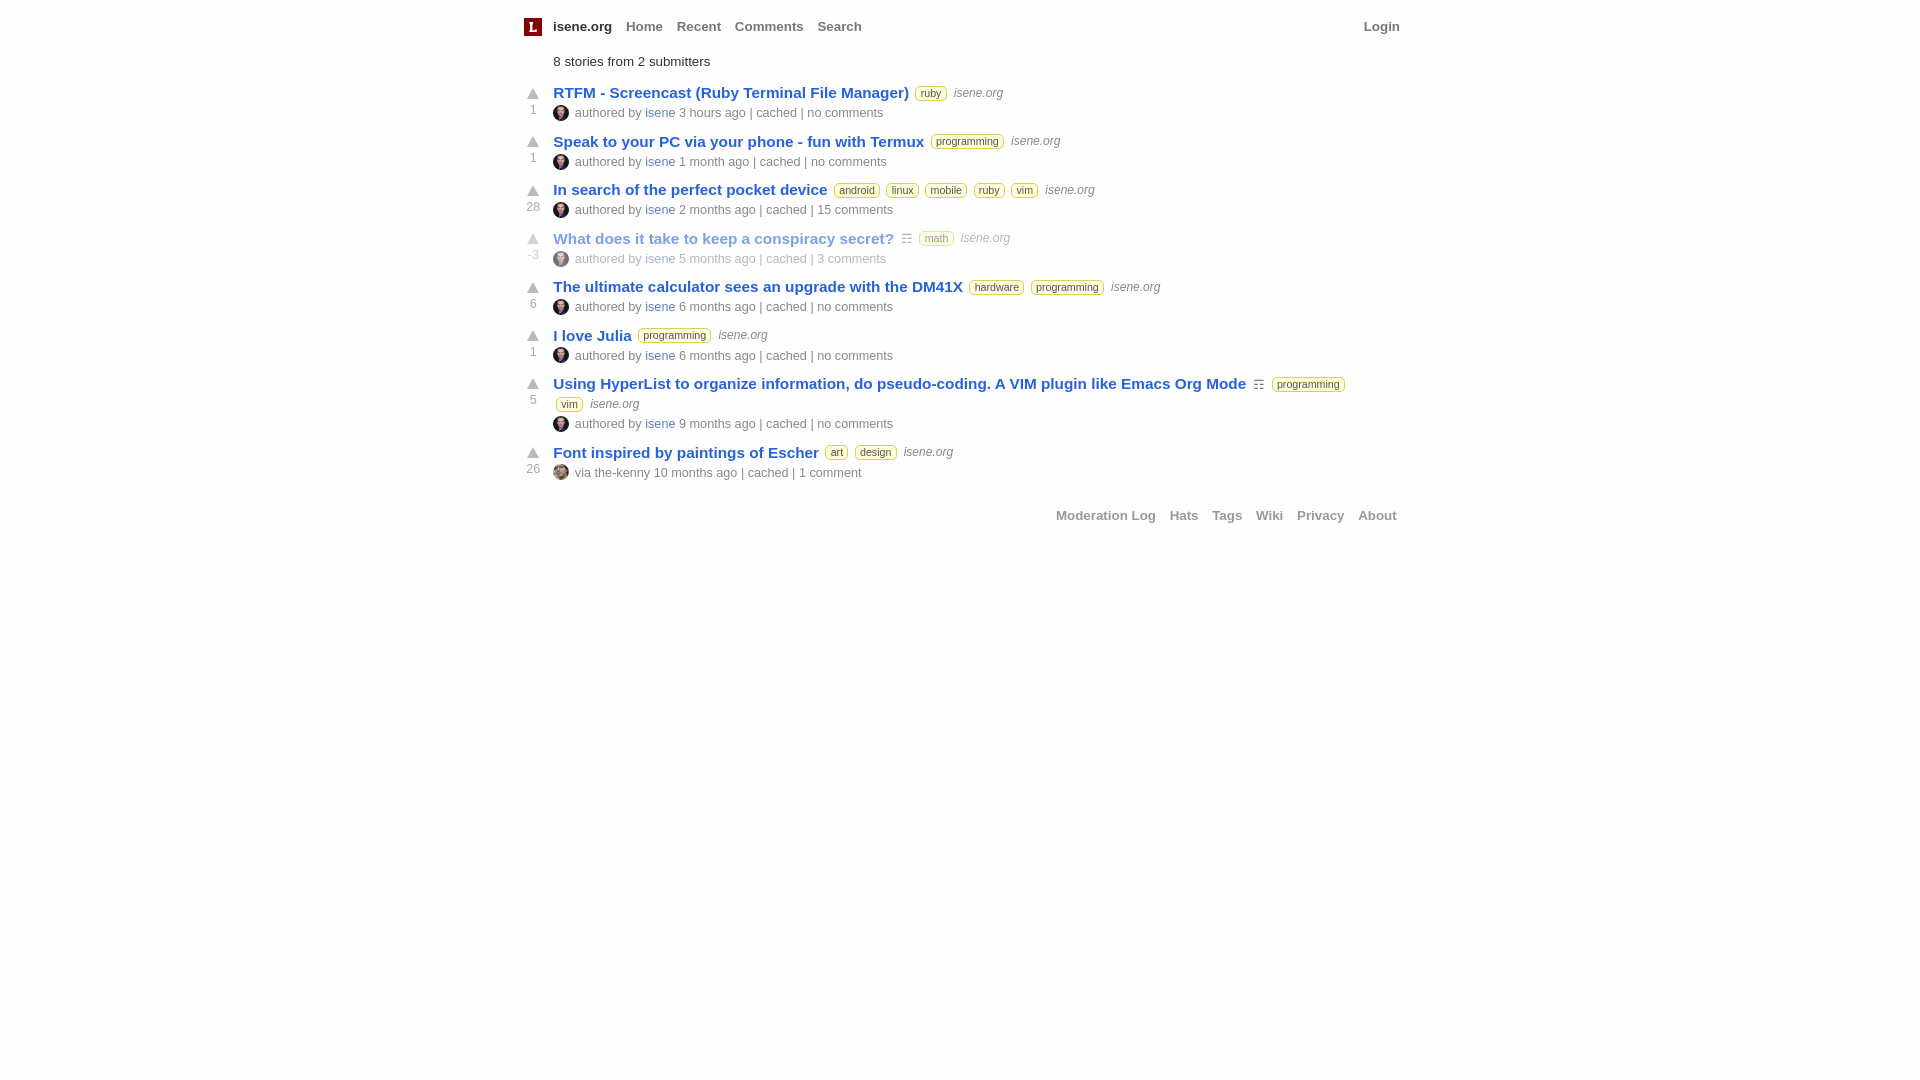 L isene.org Home Recent Comments Search Login
8 stories from 2 submitters
RTFM - Screencast (Ruby Terminal File Manager) ruby isene.org
1
authored by isene 3 hours ago | cached | no comments
Speak to your PC via your phone - fun with Termux programming isene.org
1
authored by isene 1 month ago | cached | no comments
In search of the perfect pocket device android linux mobile ruby vim isene.org
28
authored by isene 2 months ago | cached | 15 comments
What does it take to keep a conspiracy secret? ☶ math isene.org
-3
authored by isene 5 months ago | cached | 3 comments
The ultimate calculator sees an upgrade with the DM41X hardware programming isene.org
6
authored by isene 6 months ago | cached | no comments
I love Julia programming isene.org
1
authored by isene 6 months ago | cached | no comments
Using HyperList to organize information, do pseudo-coding. A VIM plugin like Emacs Org Mode ☶ programming
5
vim isene.org
authored by isene 9 months ago | cached | no comments
Font inspired by paintings of Escher art design isene.org
26
via the-kenny 10 months ago | cached | 1 comment
Moderation Log Hats Tags Wiki Privacy About